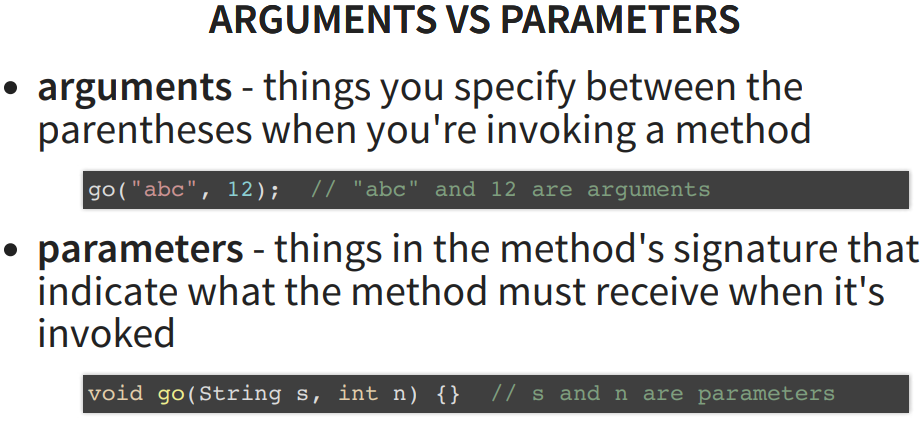 ARGUMENTS VS PARAMETERS
• arguments - things you specify between the
parentheses when you're invoking a method
go("abc", 12);  // "abc" and 12 are arguments
• parameters - things in the method's signature that
indicate what the method must receive when it's
invoked
void go(String s, int n) {}  // s and n are parameters